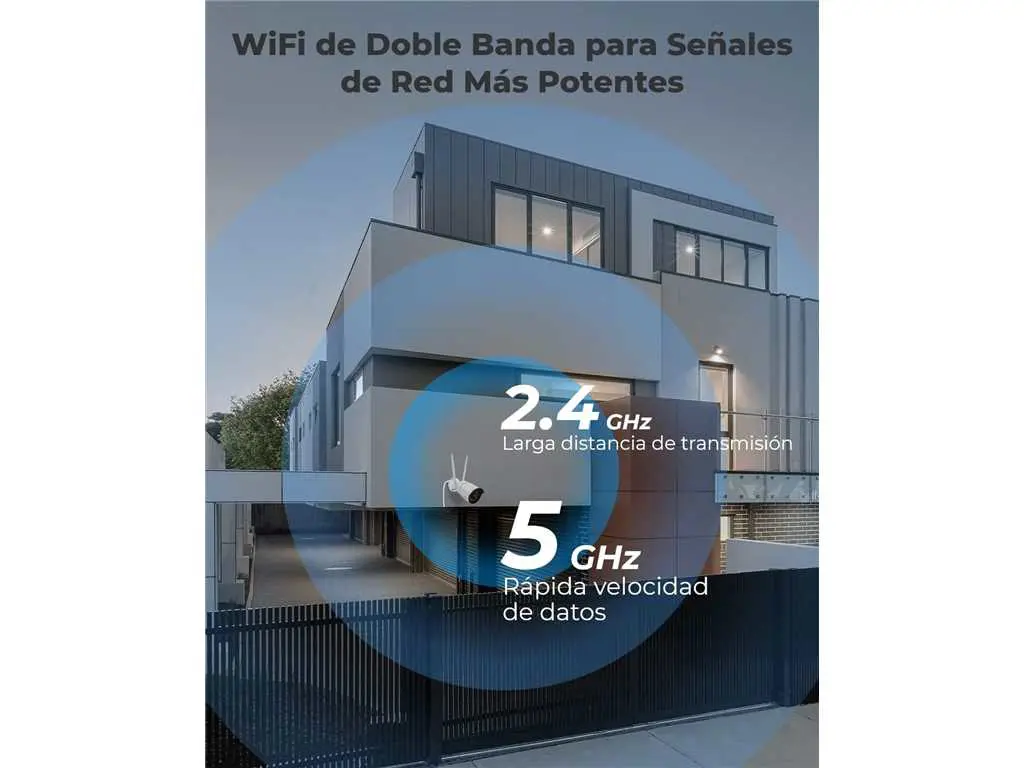 WiFi de Doble Banda para Señales
de Red Más Potentes
2.4 GHz
Larga distancia de transmisión
5 GHz
Rápida velocidad
de datos